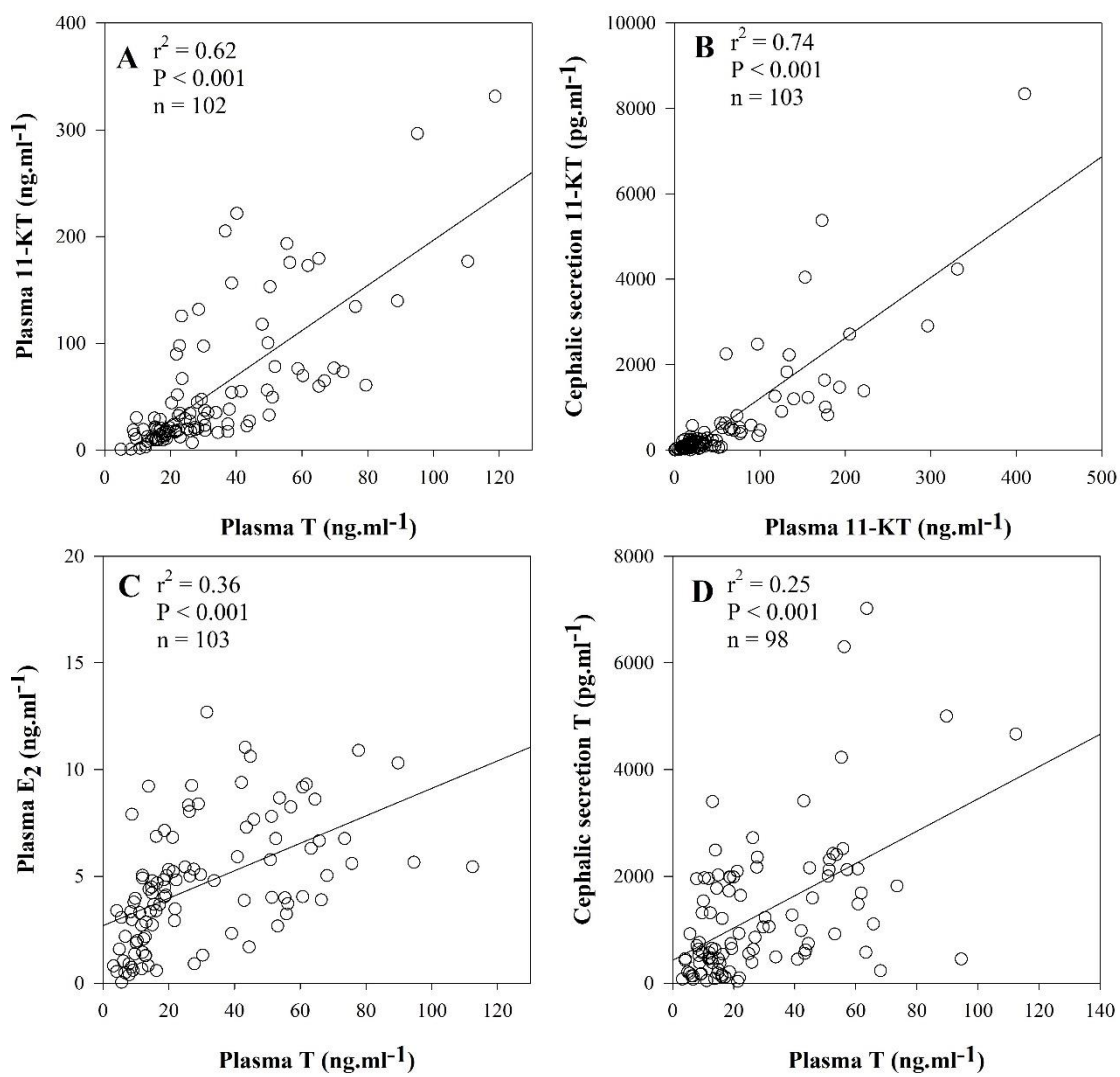 A
r² = 0.62
P < 0.001
n = 102
400
300
200
100
0
Plasma 11-KT (ng.ml⁻¹)
0 20 40 60 80 100 120
Plasma T (ng.ml⁻¹)
B
r² = 0.74
P < 0.001
n = 103
10000
8000
6000
4000
2000
0
Cephalic secretion 11-KT (pg.ml⁻¹)
0 100 200 300 400 500
Plasma 11-KT (ng.ml⁻¹)
C
r² = 0.36
P < 0.001
n = 103
20
15
10
5
0
Plasma E₂ (ng.ml⁻¹)
0 20 40 60 80 100 120
Plasma T (ng.ml⁻¹)
D
r² = 0.25
P < 0.001
n = 98
8000
6000
4000
2000
0
Cephalic secretion T (pg.ml⁻¹)
0 20 40 60 80 100 120 140
Plasma T (ng.ml⁻¹)